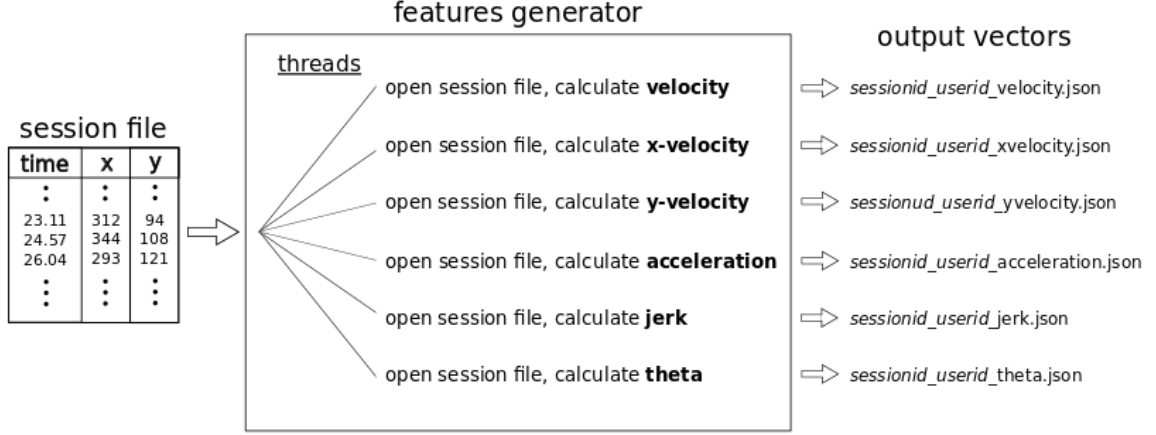 features generator
output vectors
threads
open session file, calculate velocity
sessionid_userid_velocity.json
session file
time x y
open session file, calculate x-velocity
sessionid_userid_xvelocity.json
open session file, calculate y-velocity
sessionud_userid_yvelocity.json
23.11 312 94
24.57 344 108
26.04 293 121
open session file, calculate acceleration
sessionid_userid_acceleration.json
open session file, calculate jerk
sessionid_userid_jerk.json
open session file, calculate theta
sessionid_userid_theta.json